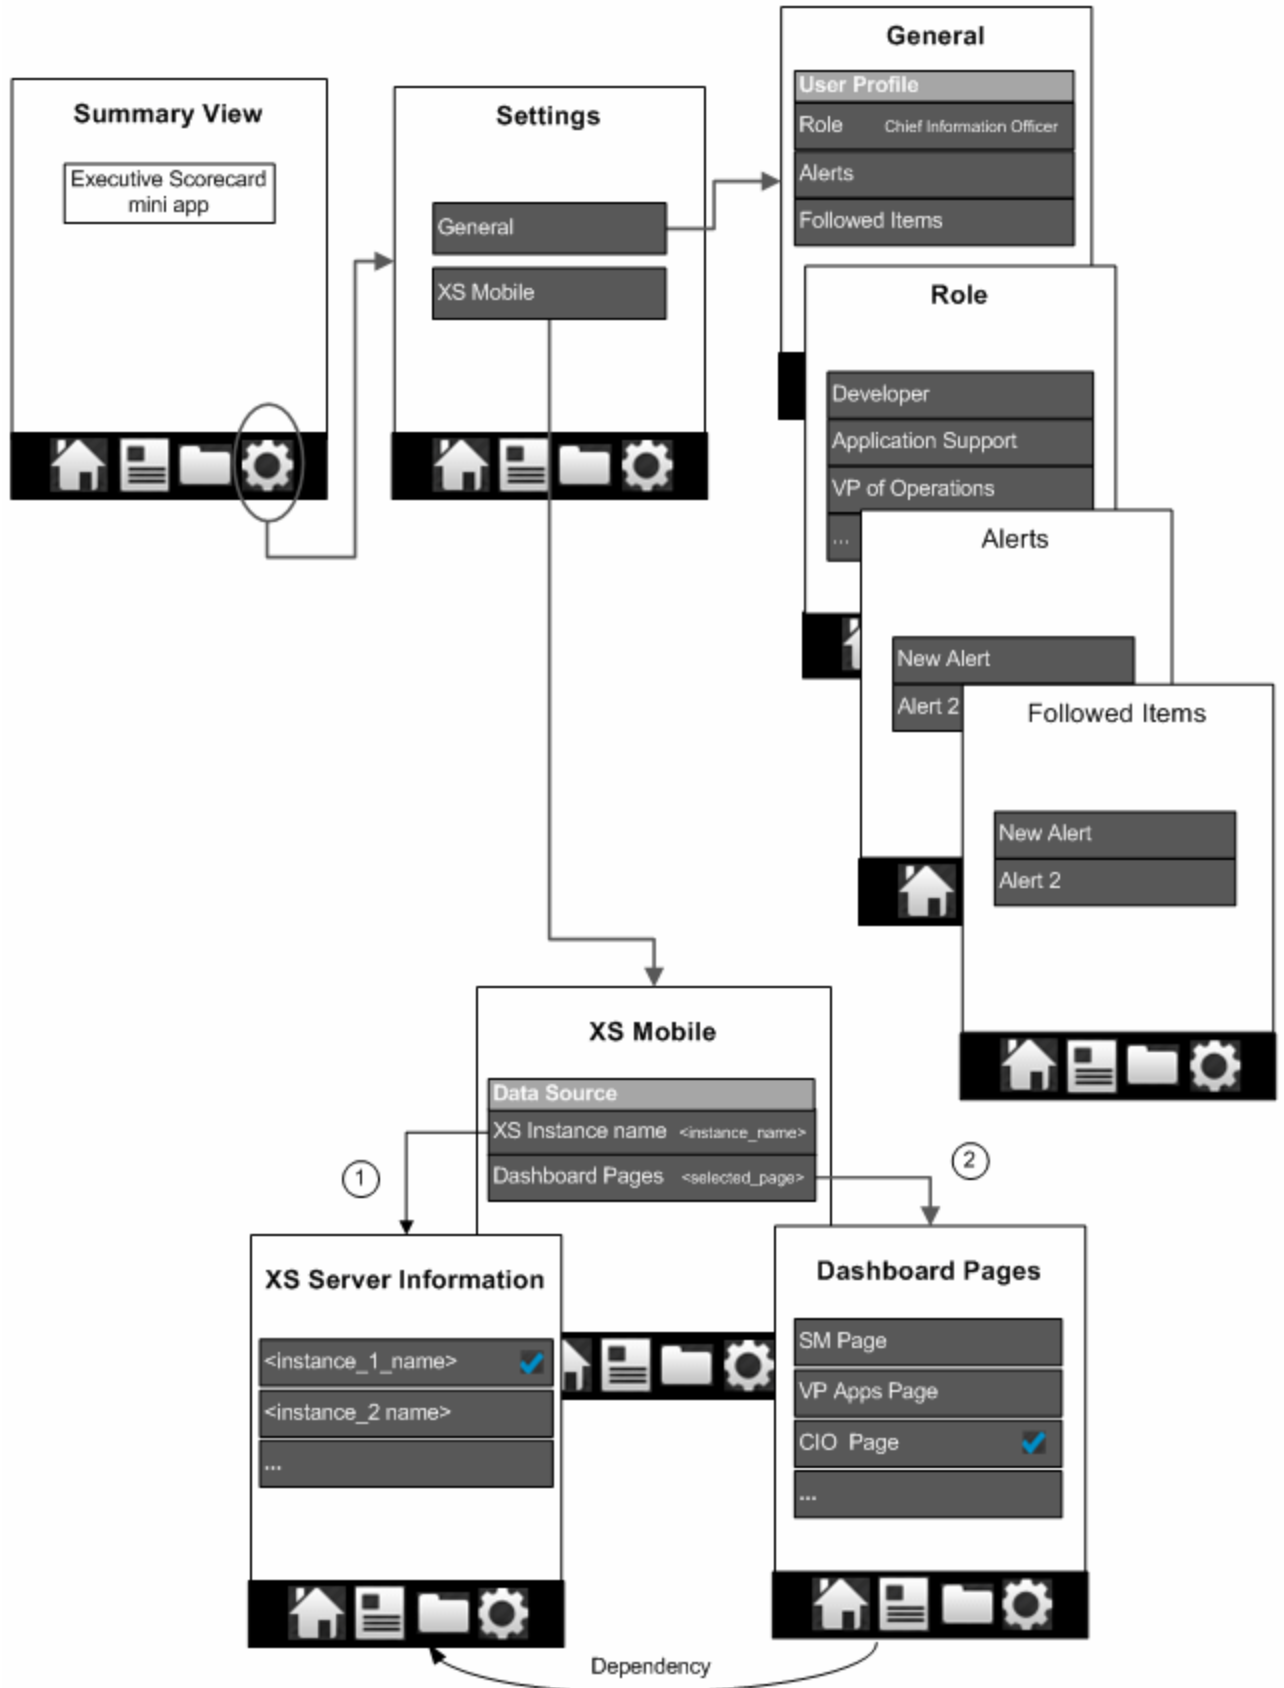 Summary View
Executive Scorecard
mini app
Settings
General
XS Mobile
General
User Profile
Role Chief Information Officer
Alerts
Followed Items
Role
Developer
Application Support
VP of Operations
...
Alerts
New Alert
Alert 2
Followed Items
New Alert
Alert 2
XS Mobile
Data Source
XS Instance name <instance_name>
Dashboard Pages <selected_page>
1
2
XS Server Information
<instance_1_name>
<instance_2 name>
...
Dashboard Pages
SM Page
VP Apps Page
CIO Page
...
Dependency